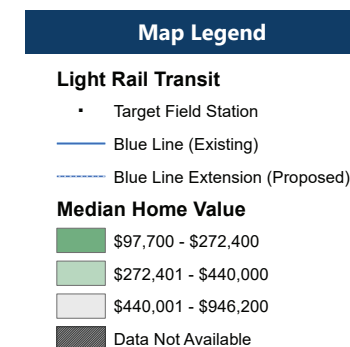 Map Legend
Light Rail Transit
Target Field Station
Blue Line (Existing)
Blue Line Extension (Proposed)
Median Home Value
$97,700 - $272,400
$272,401 - $440,000
$440,001 - $946,200
Data Not Available